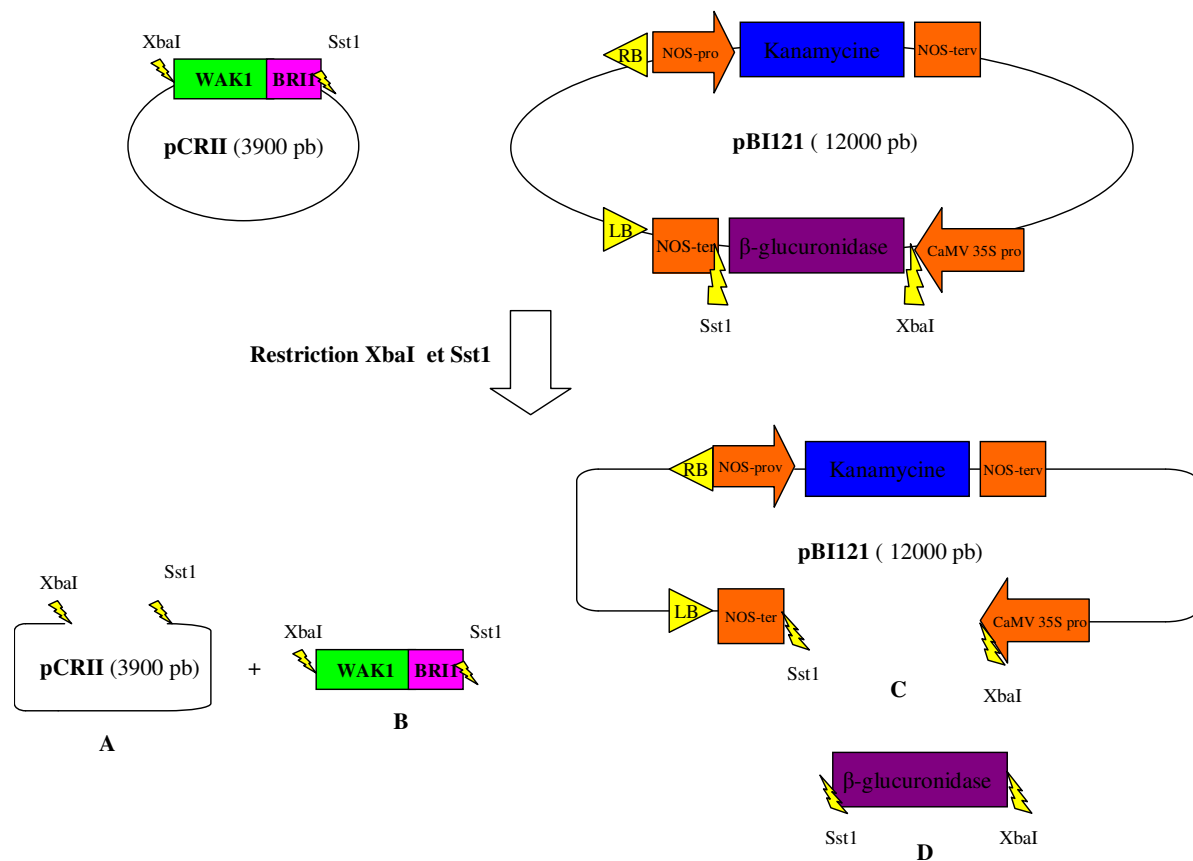 XbaI
Sst1
WAK1
BRI1
pCRII (3900 pb)
RB
NOS-pro
Kanamycine
NOS-terv
pBI121 ( 12000 pb)
LB
NOS-ter
β-glucuronidase
CaMV 35S pro
Sst1
XbaI
Restriction XbaI et Sst1
RB
NOS-prov
Kanamycine
NOS-terv
pBI121 ( 12000 pb)
LB
NOS-ter
CaMV 35S pro
Sst1
XbaI
C
XbaI
Sst1
pCRII (3900 pb)
A
+
XbaI
Sst1
WAK1
BRI1
B
β-glucuronidase
Sst1
XbaI
D